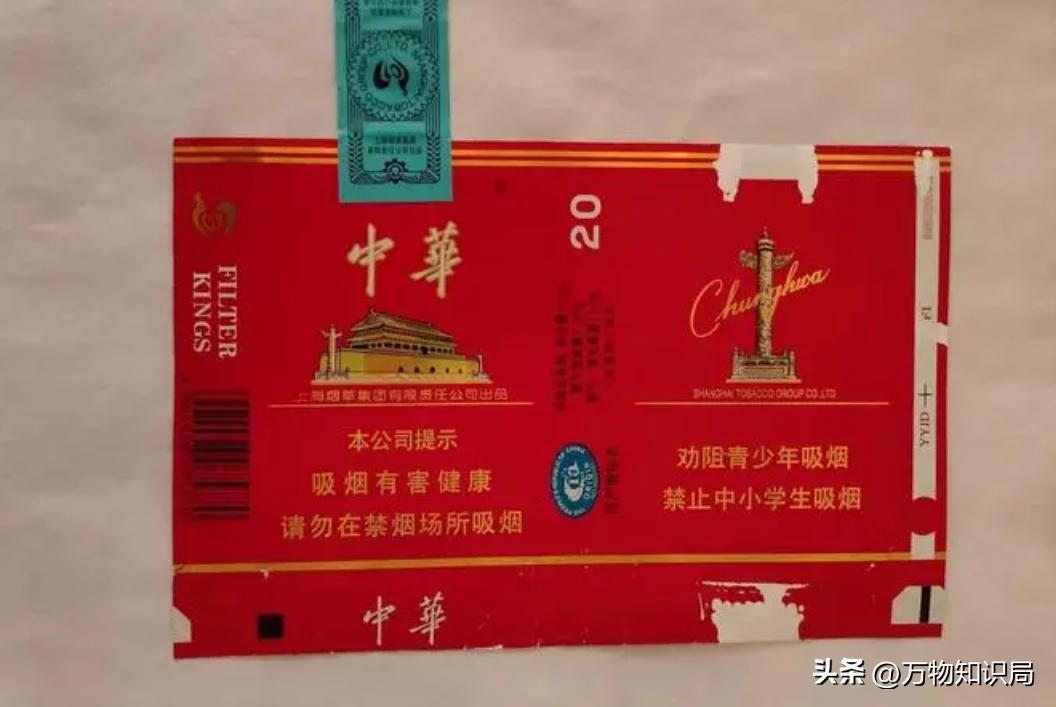 FILTER
KINGS
中華
上海烟草集团有限责任公司出品
本公司提示
吸烟有害健康
请勿在禁烟场所吸烟
中華
20
Chunghwa
SHANGHAI TOBACCO GROUP CO.,LTD.
劝阻青少年吸烟
禁止中小学生吸烟
头条 @万物知识局